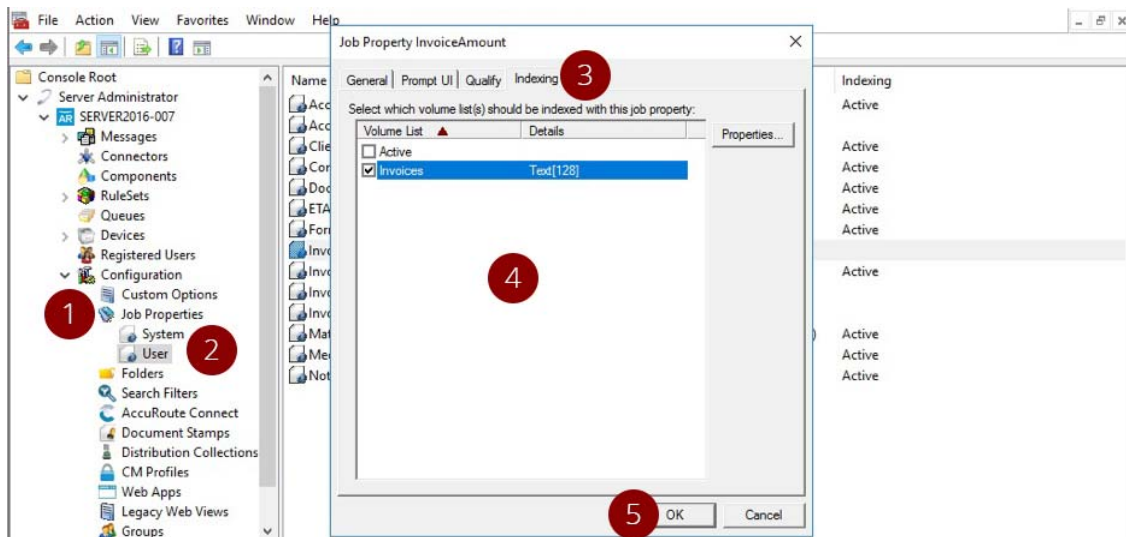 File Action View Favorites Window Help
Job Property InvoiceAmount
General Prompt UI Qualify Indexing 3
Select which volume list(s) should be indexed with this job property:
Volume List Details
Properties...
Active
Invoices Text[128]
4
5 OK Cancel
Console Root
Server Administrator
AR SERVER2016-007
Messages
Connectors
Components
RuleSets
Queues
Devices
Registered Users
Configuration
Custom Options
1 Job Properties
System
User 2
Folders
Search Filters
AccuRoute Connect
Document Stamps
Distribution Collections
CM Profiles
Web Apps
Legacy Web Views
Groups
Name
Indexing
Active
Active
Active
Active
Active
Active
Active
Active
Active
Active